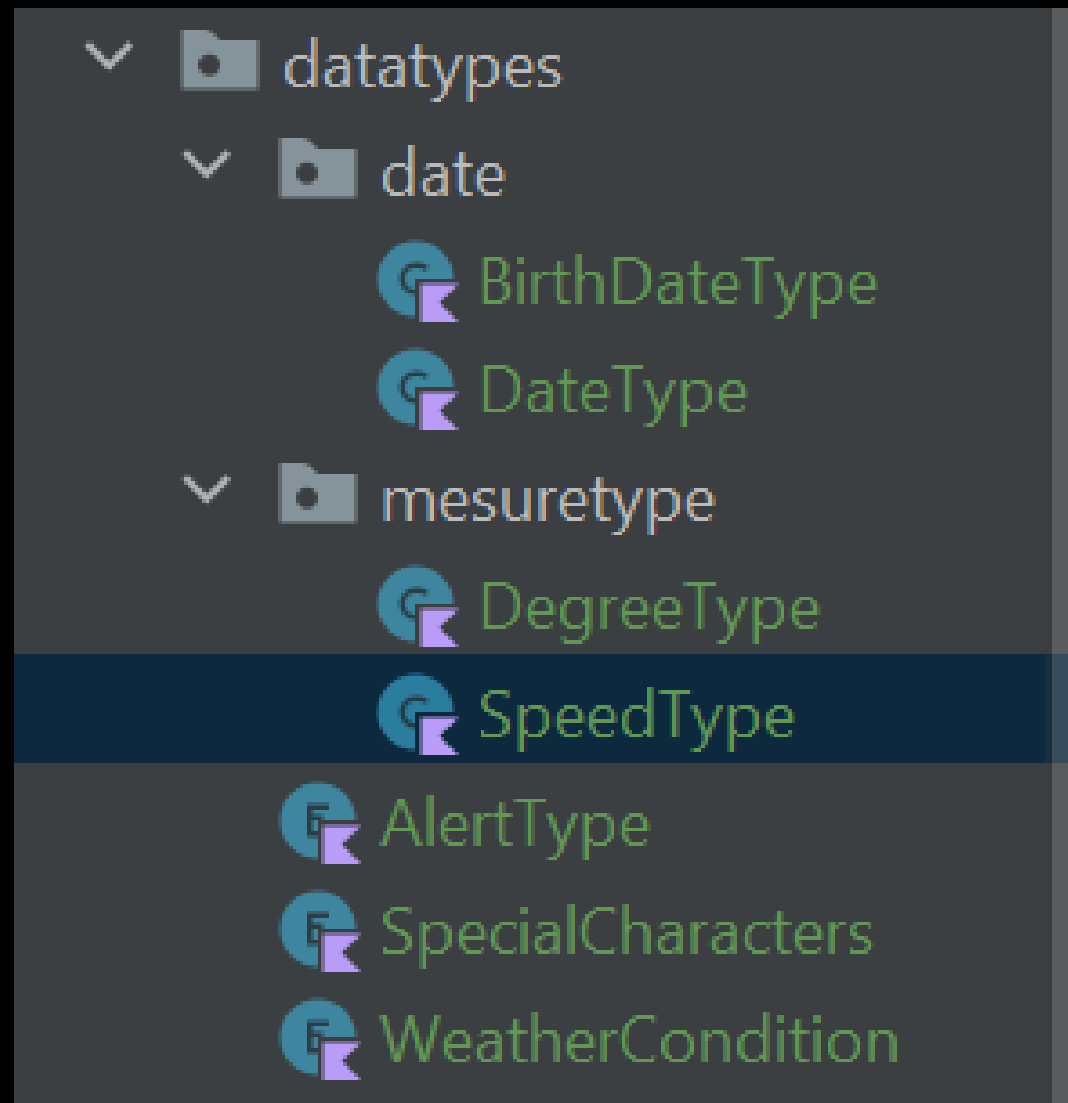 datatypes
date
BirthDateType
DateType
mesuretype
DegreeType
SpeedType
AlertType
SpecialCharacters
WeatherCondition